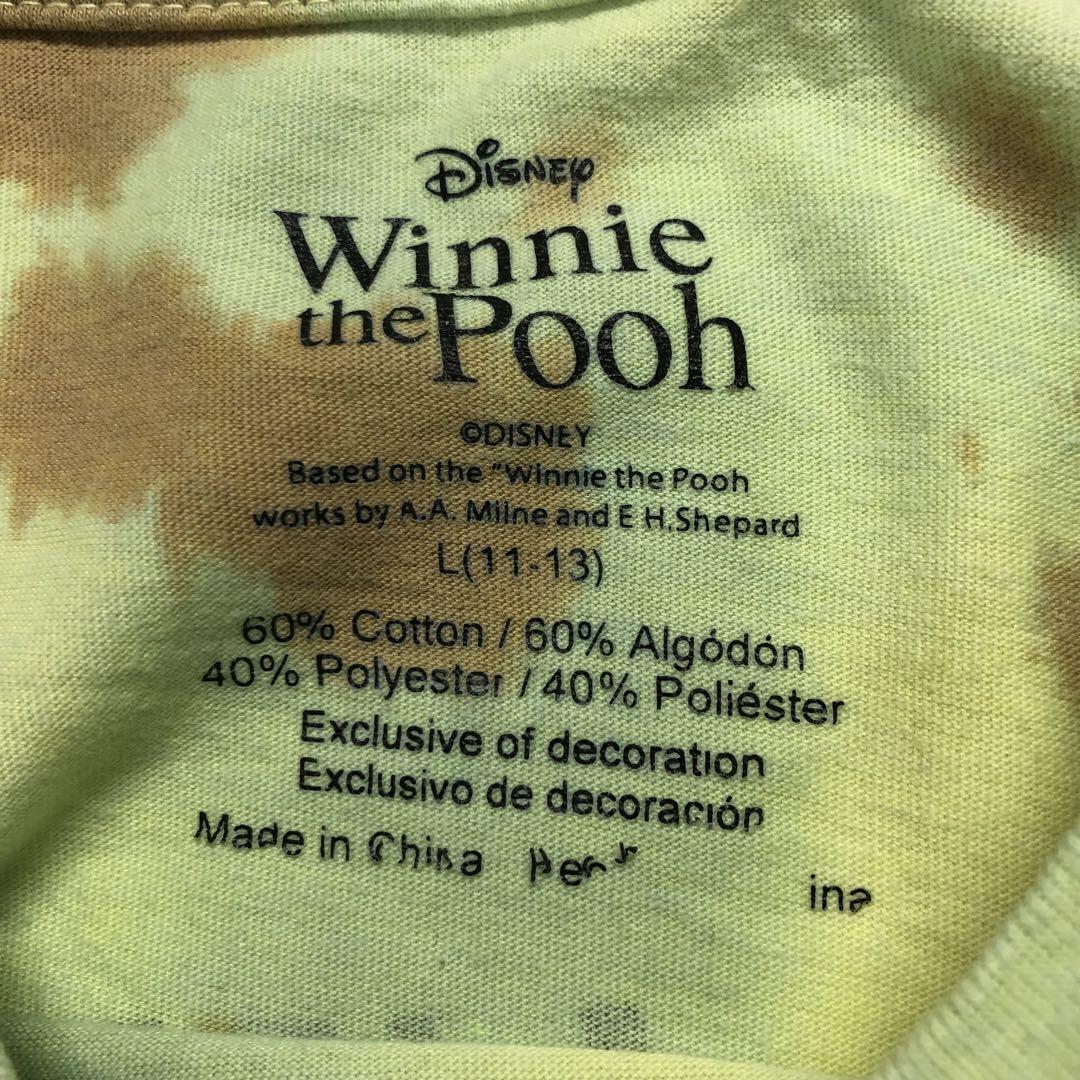 Disney
Winnie
the Pooh
©DISNEY
Based on the "Winnie the Pooh
works by A.A. Milne and E H.Shepard
L(11-13)
60% Cotton / 60% Algódón
40% Polyester / 40% Poliéster
Exclusive of decoration
Exclusivo de decoración
Made in China